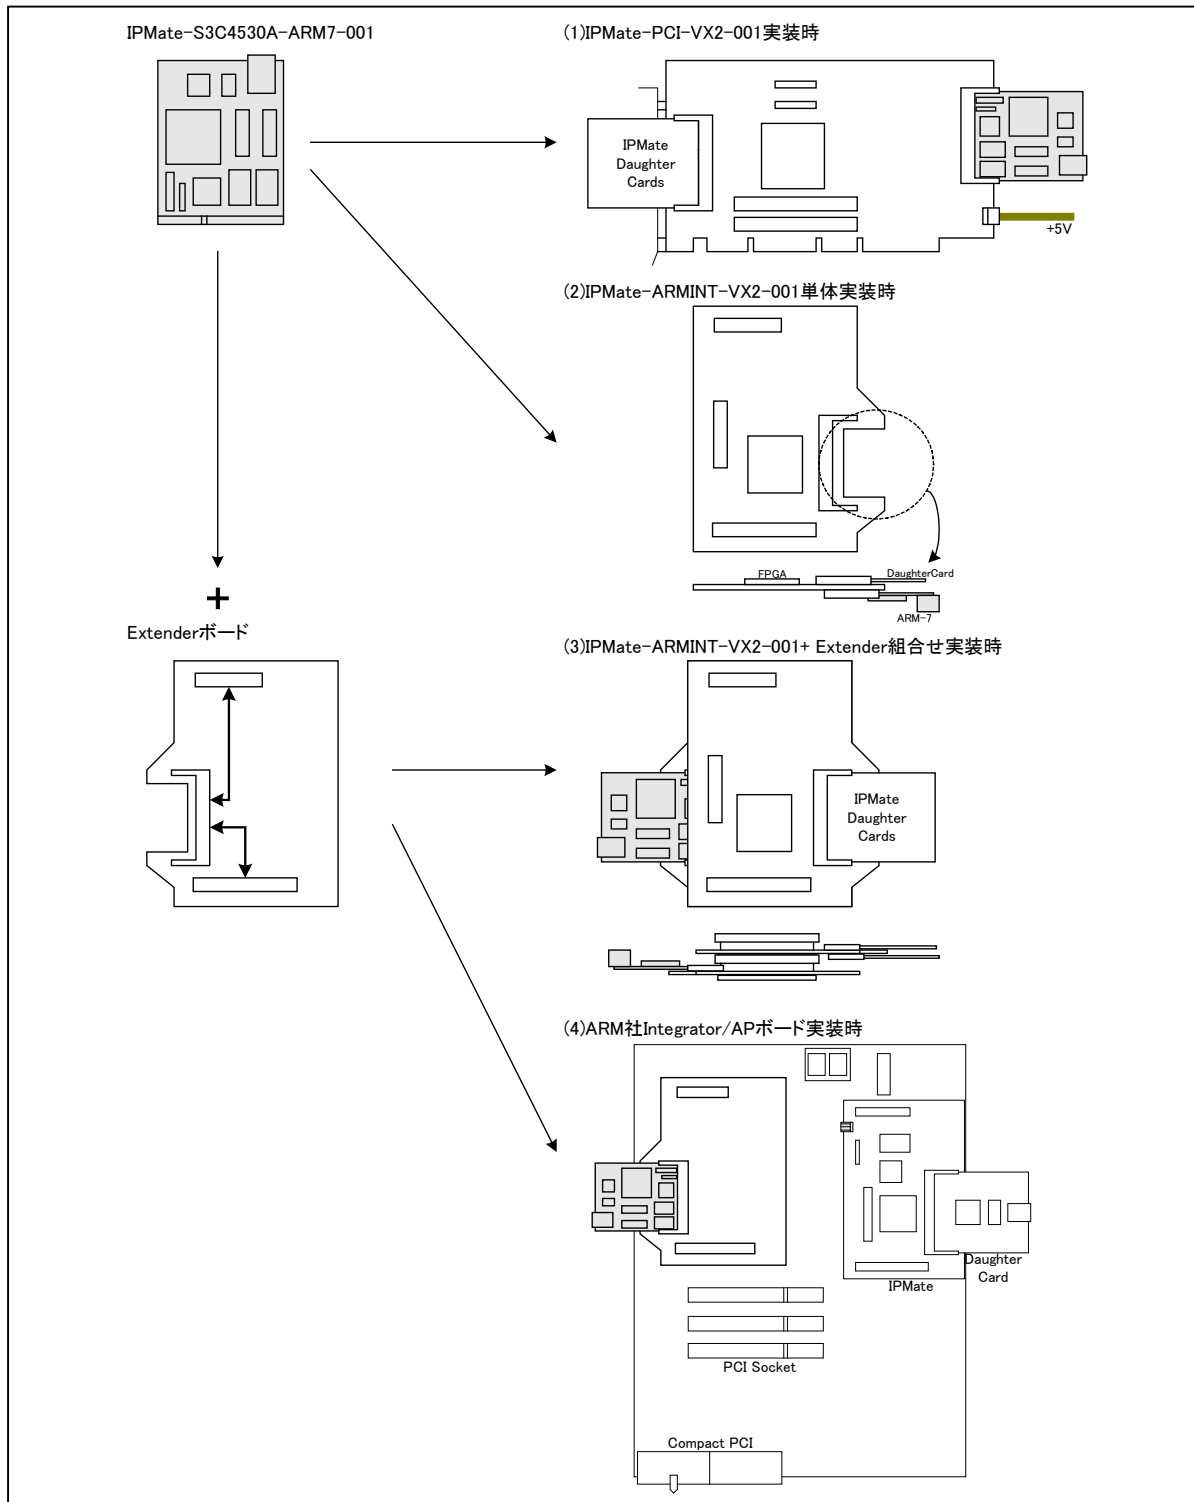 IPMate-S3C4530A-ARM7-001
(1)IPMate-PCI-VX2-001実装時
IPMate
Daughter
Cards
+5V
(2)IPMate-ARMINT-VX2-001単体実装時
FPGA
DaughterCard
ARM-7
+
Extenderボード
(3)IPMate-ARMINT-VX2-001+ Extender組合せ実装時
IPMate
Daughter
Cards
(4)ARM社Integrator/APボード実装時
Daughter
Card
IPMate
PCI Socket
Compact PCI